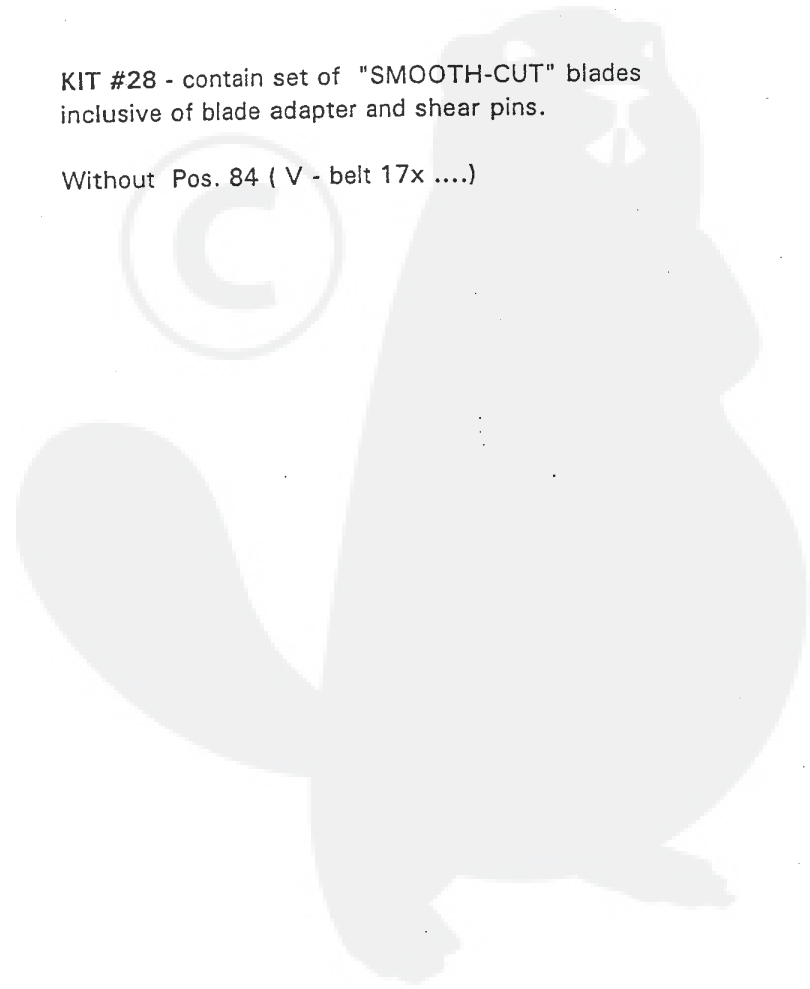 KIT #28 - contain set of "SMOOTH-CUT" blades
inclusive of blade adapter and shear pins.
Without Pos. 84 ( V - belt 17x ....)
©